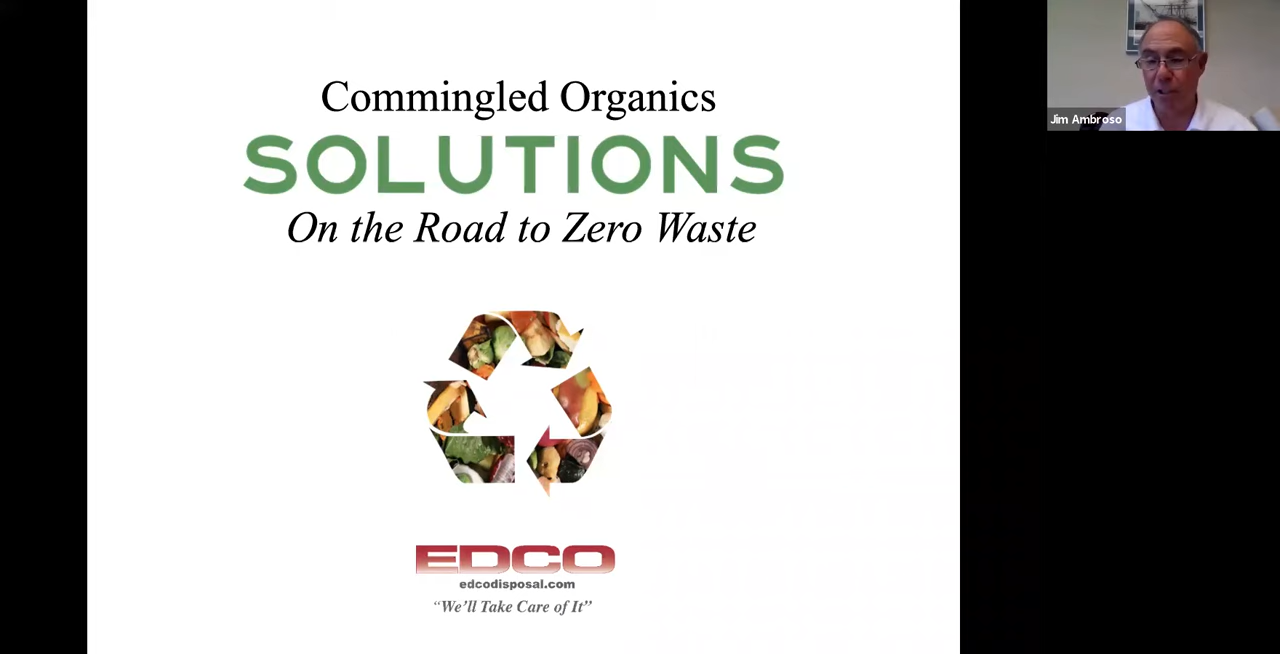 Commingled Organics
SOLUTIONS
On the Road to Zero Waste
EDCO
edcodisposal.com
“We’ll Take Care of It”
Jim Ambroso